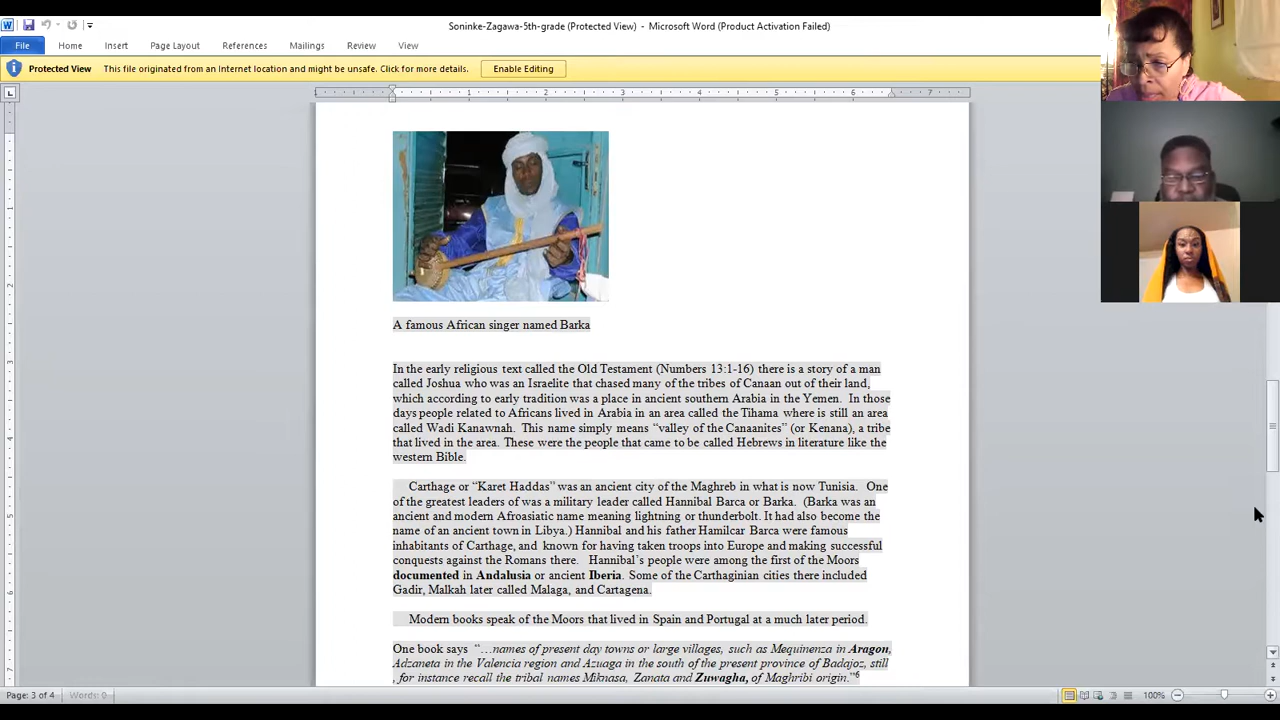 Soninke-Zagawa-5th-grade (Protected View) - Microsoft Word (Product Activation Failed)
File Home Insert Page Layout References Mailings Review View
Protected View This file originated from an Internet location and might be unsafe. Click for more details. Enable Editing
1 2 3 4 5 6 7
A famous African singer named Barka
In the early religious text called the Old Testament (Numbers 13:1-16) there is a story of a man
called Joshua who was an Israelite that chased many of the tribes of Canaan out of their land,
which according to early tradition was a place in ancient southern Arabia in the Yemen. In those
days people related to Africans lived in Arabia in an area called the Tihama where is still an area
called Wadi Kanawnah. This name simply means “valley of the Canaanites” (or Kenana), a tribe
that lived in the area. These were the people that came to be called Hebrews in literature like the
western Bible.
Carthage or “Karet Haddas” was an ancient city of the Maghreb in what is now Tunisia. One
of the greatest leaders of was a military leader called Hannibal Barca or Barka. (Barka was an
ancient and modern Afroasiatic name meaning lightning or thunderbolt. It had also become the
name of an ancient town in Libya.) Hannibal and his father Hamilcar Barca were famous
inhabitants of Carthage, and known for having taken troops into Europe and making successful
conquests against the Romans there. Hannibal’s people were among the first of the Moors
documented in Andalusia or ancient Iberia. Some of the Carthaginian cities there included
Gadir, Malkah later called Malaga, and Cartagena.
Modern books speak of the Moors that lived in Spain and Portugal at a much later period.
One book says “…names of present day towns or large villages, such as Mequinenza in Aragon,
Adzaneta in the Valencia region and Azuaga in the south of the present province of Badajoz, still
, for instance recall the tribal names Miknasa, Zanata and Zuwagha, of Maghribi origin.”6
Page: 3 of 4 Words: 0 100%